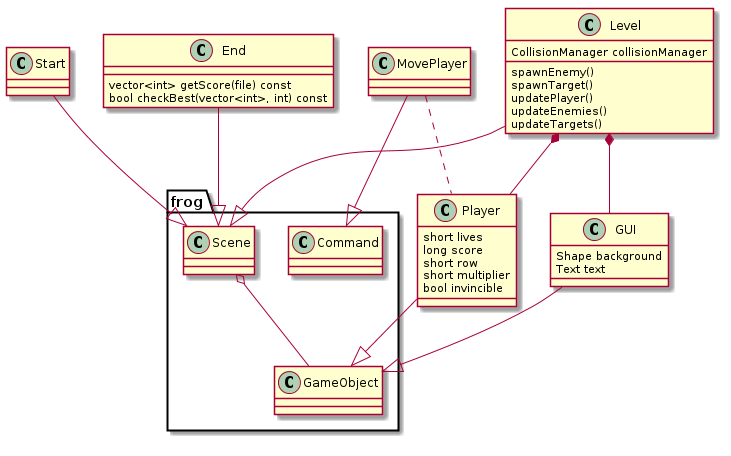 C Start
C End
vector<int> getScore(file) const
bool checkBest(vector<int>, int) const
C MovePlayer
C Level
CollisionManager collisionManager
spawnEnemy()
spawnTarget()
updatePlayer()
updateEnemies()
updateTargets()
frog
C Scene
C Command
C Player
short lives
long score
short row
short multiplier
bool invincible
C GUI
Shape background
Text text
C GameObject